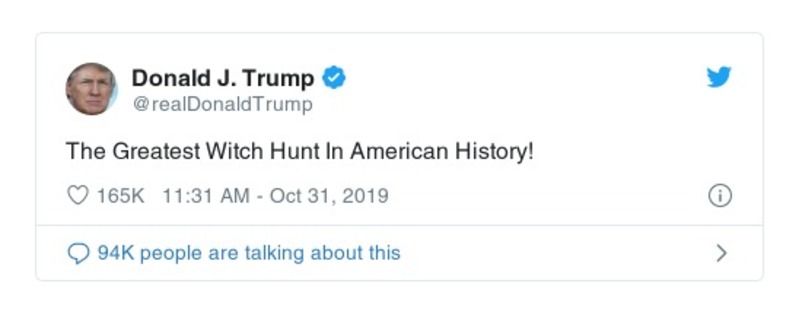 Donald J. Trump
@realDonaldTrump
The Greatest Witch Hunt In American History!
165K 11:31 AM - Oct 31, 2019
94K people are talking about this